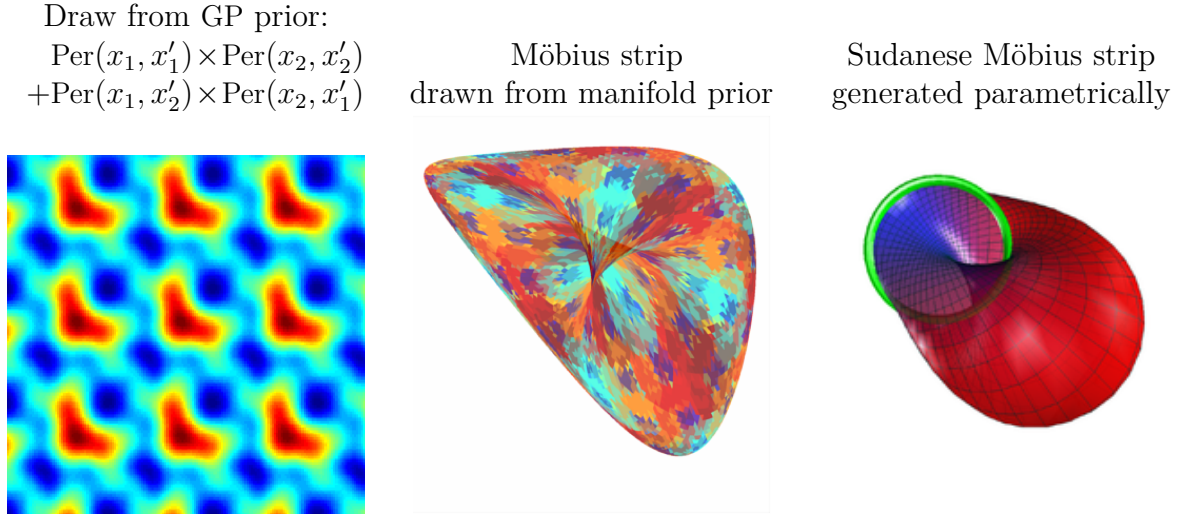 Draw from GP prior:
Per(x₁, x′₁)×Per(x₂, x′₂)
+Per(x₁, x′₂)×Per(x₂, x′₁)
Möbius strip
drawn from manifold prior
Sudanese Möbius strip
generated parametrically